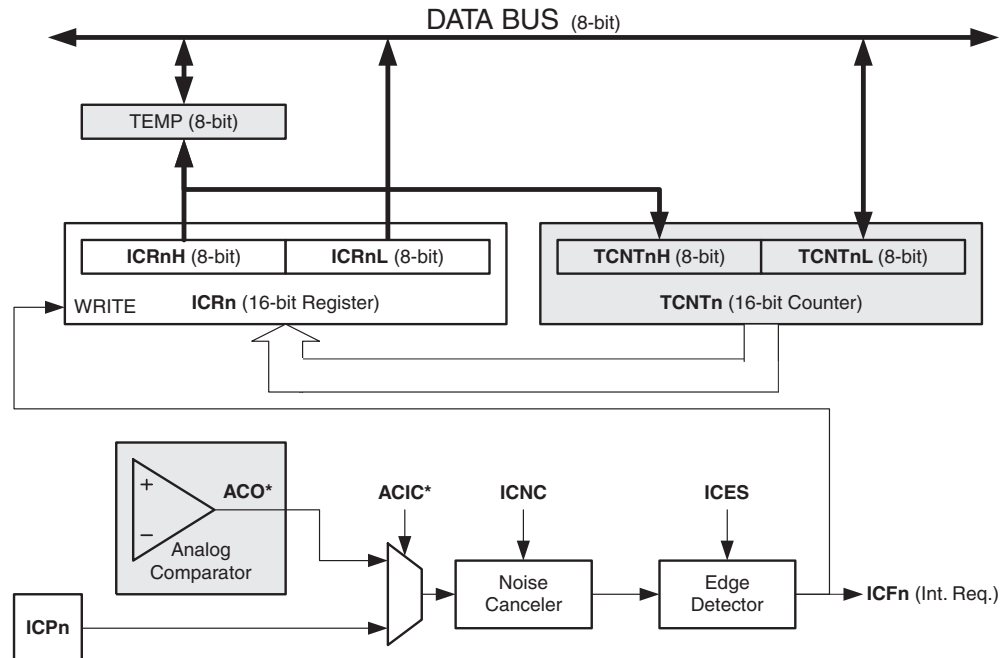 DATA BUS (8-bit)
TEMP (8-bit)
ICRnH (8-bit)
ICRnL (8-bit)
TCNTnH (8-bit)
TCNTnL (8-bit)
WRITE
ICRn (16-bit Register)
TCNTn (16-bit Counter)
+
−
ACO*
Analog
Comparator
ACIC*
ICNC
ICES
Noise
Canceler
Edge
Detector
ICFn (Int. Req.)
ICPn